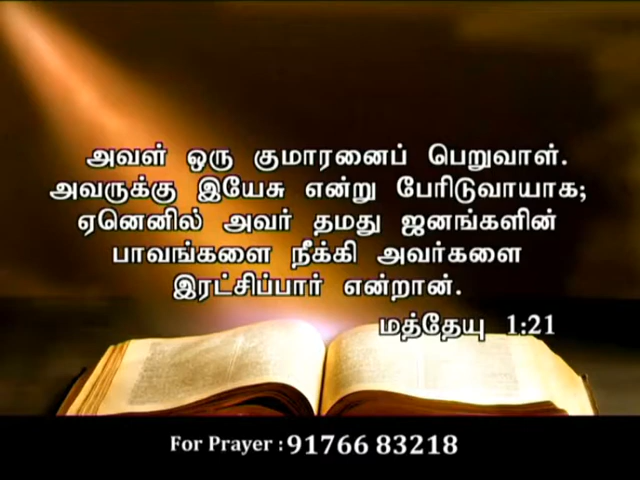 அவள் ஒரு குமாரனைப் பெறுவாள்.
அவருக்கு இயேசு என்று பேரிடுவாயாக;
ஏனெனில் அவர் தமது ஜனங்களின்
பாவங்களை நீக்கி அவர்களை
இரட்சிப்பார் என்றான்.
மத்தேயு 1:21
For Prayer : 91766 83218